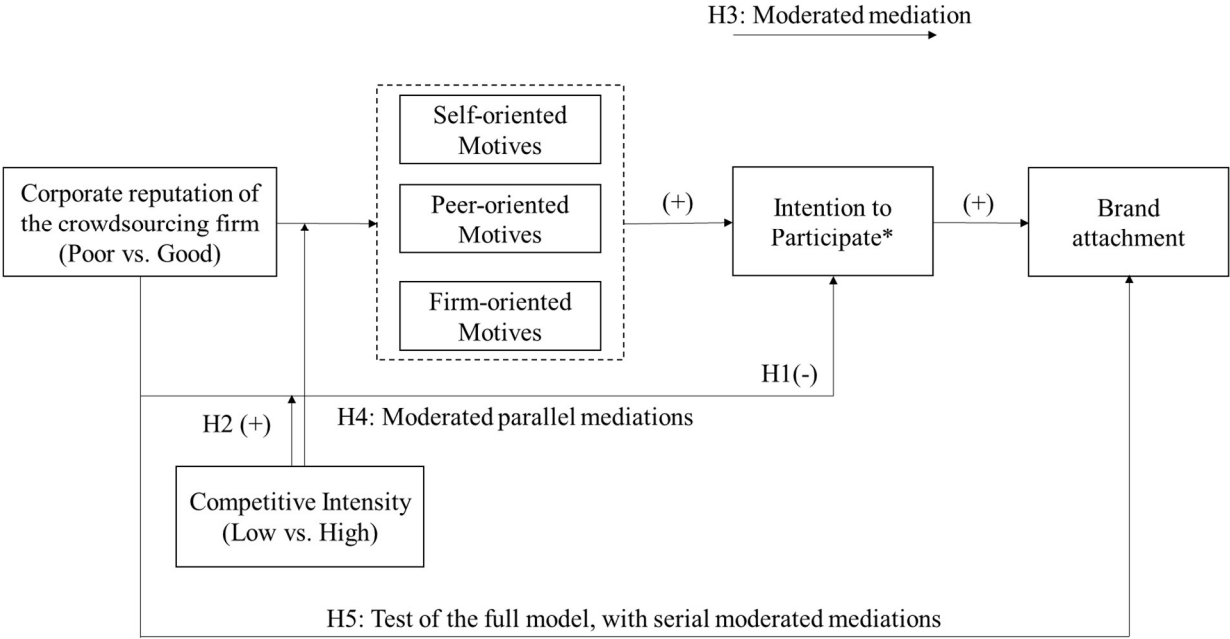 H3: Moderated mediation
Self-oriented
Motives
Corporate reputation of
the crowdsourcing firm
(Poor vs. Good)
Peer-oriented
Motives
(+)
Intention to
Participate*
(+)
Brand
attachment
Firm-oriented
Motives
H1(-)
H2 (+)
H4: Moderated parallel mediations
Competitive Intensity
(Low vs. High)
H5: Test of the full model, with serial moderated mediations